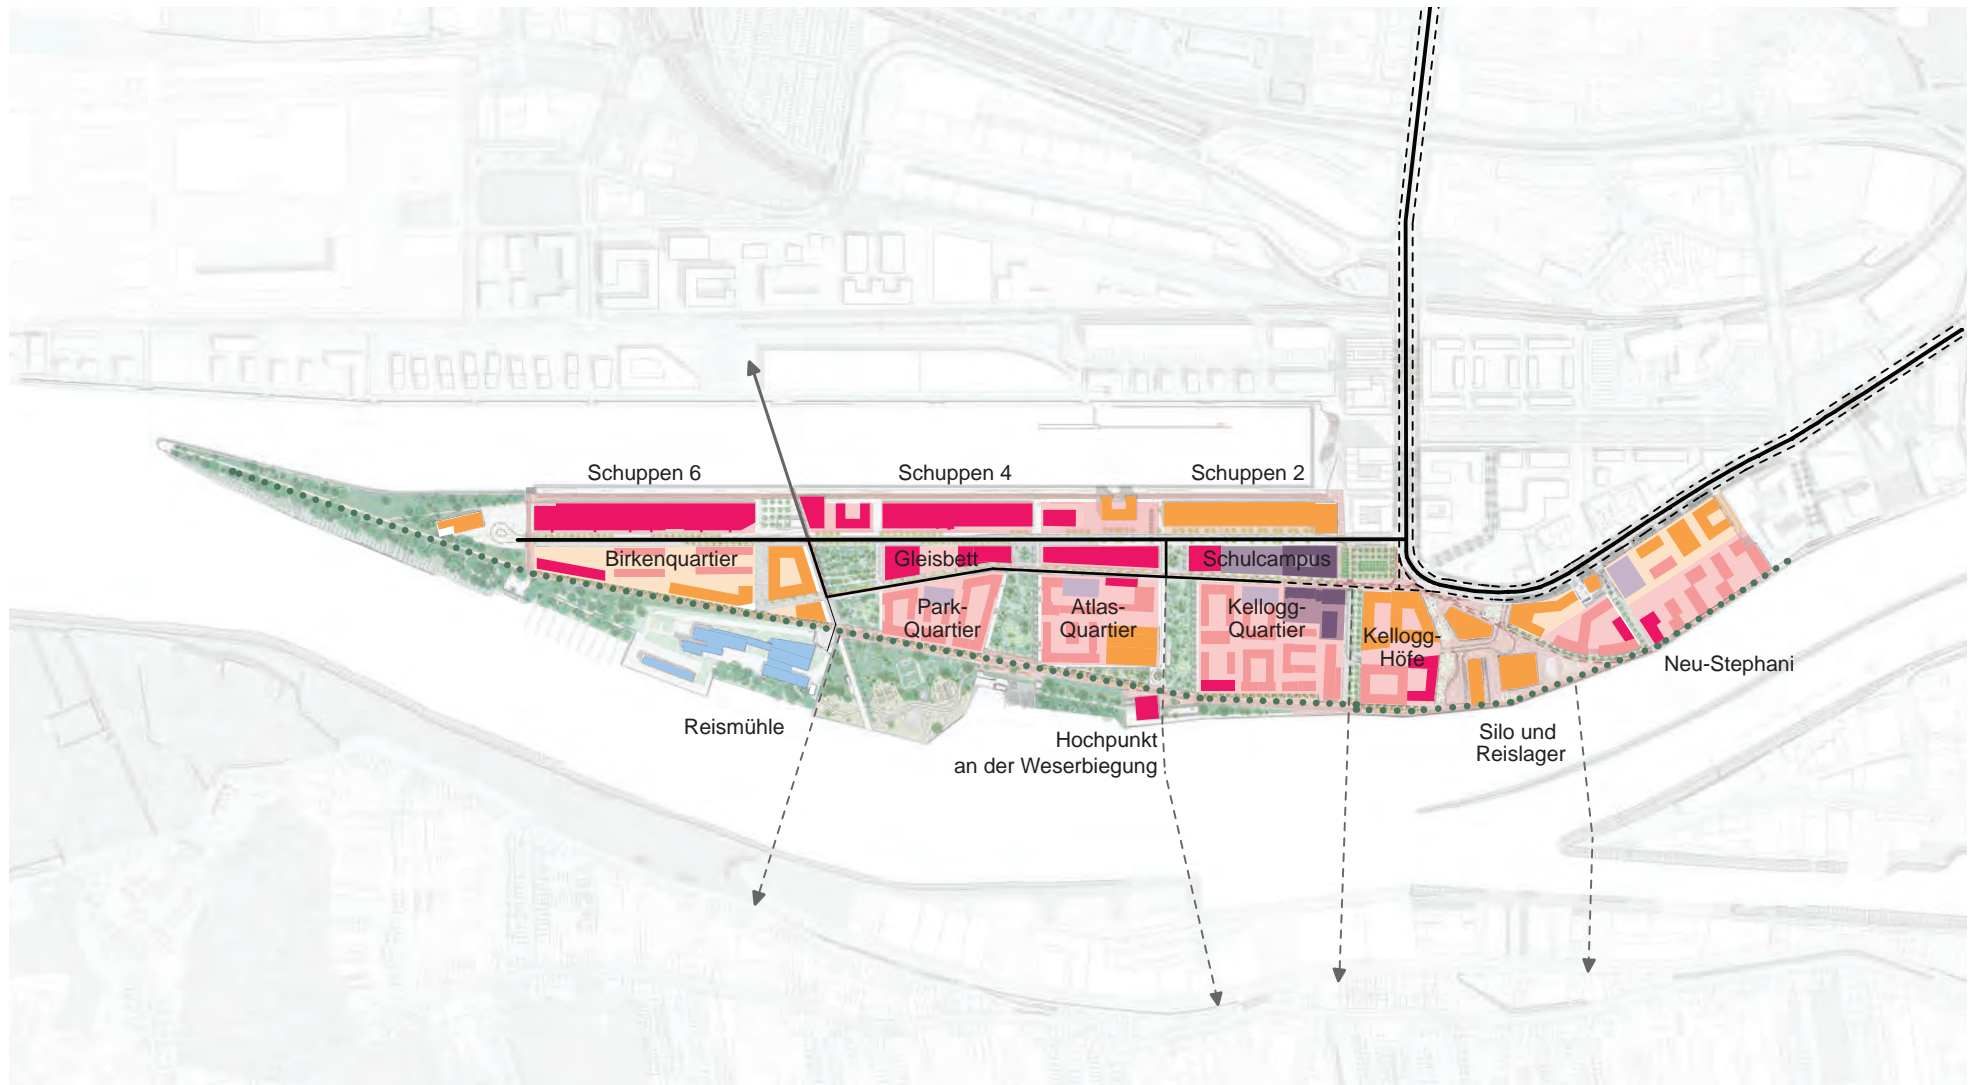 Schuppen 6
Schuppen 4
Schuppen 2
Birkenquartier
Gleisbett
Schulcampus
Park-
Quartier
Atlas-
Quartier
Kellogg-
Quartier
Kellogg-
Höfe
Neu-Stephani
Reismühle
Hochpunkt
an der Weserbiegung
Silo und
Reislager